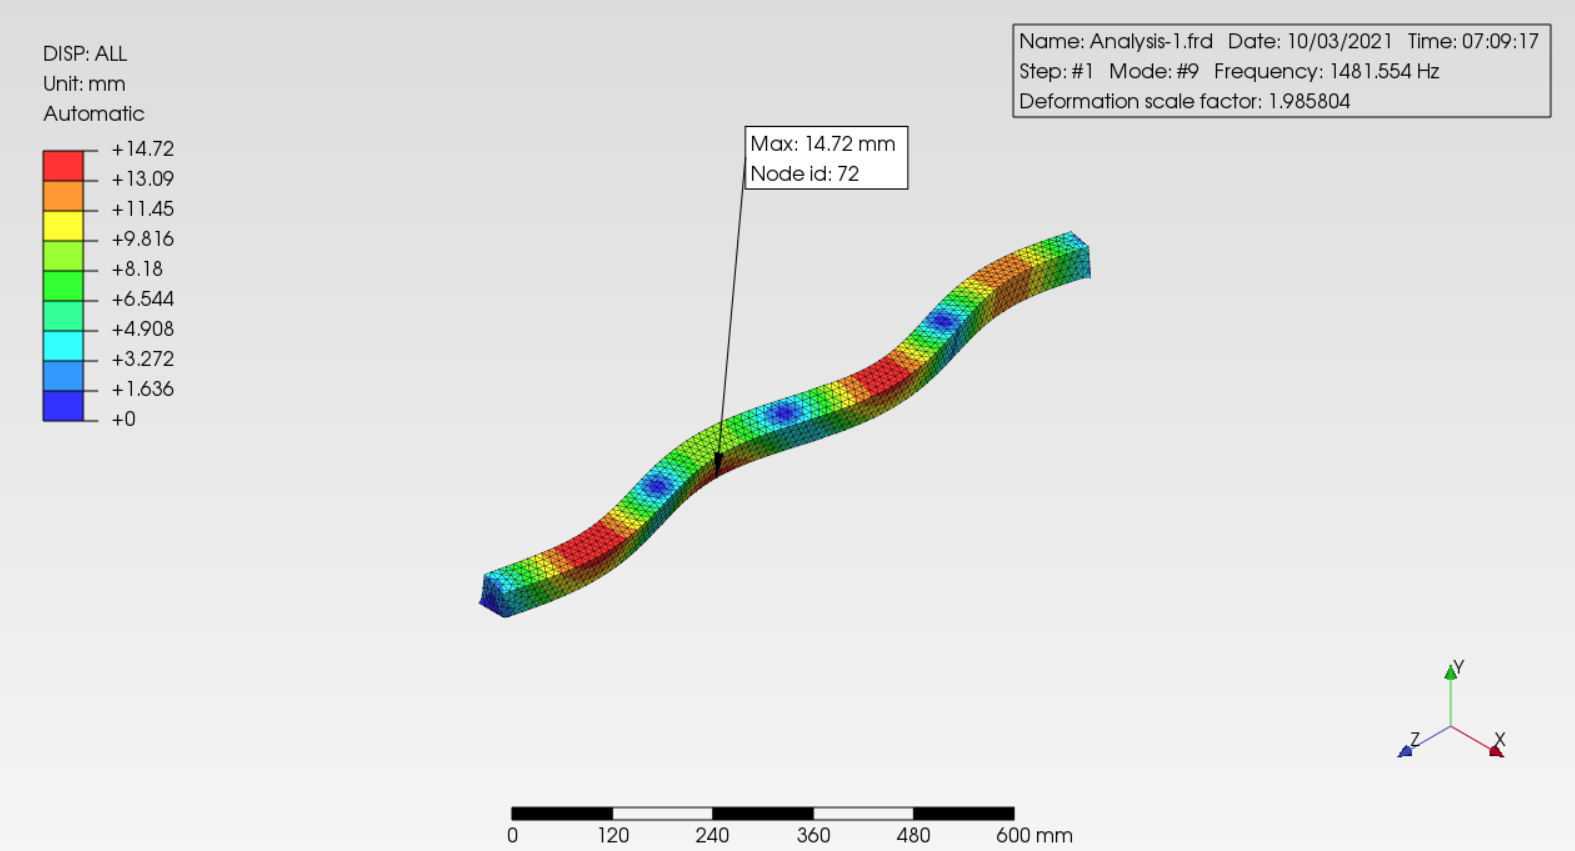 DISP: ALL
Unit: mm
Automatic
+14.72
+13.09
+11.45
+9.816
+8.18
+6.544
+4.908
+3.272
+1.636
+0
Name: Analysis-1.frd Date: 10/03/2021 Time: 07:09:17
Step: #1 Mode: #9 Frequency: 1481.554 Hz
Deformation scale factor: 1.985804
Max: 14.72 mm
Node id: 72
Y
Z
X
0 120 240 360 480 600 mm